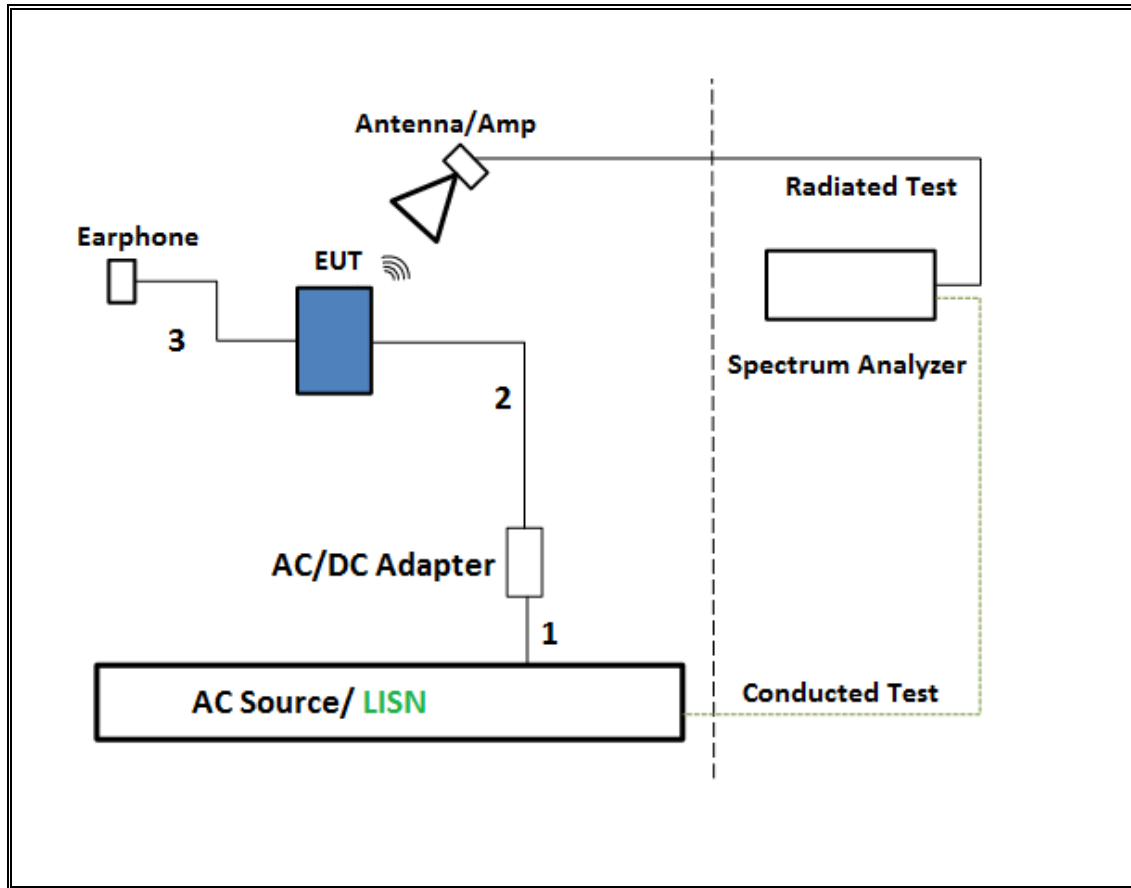 Antenna/Amp
Radiated Test
Earphone
EUT
3
Spectrum Analyzer
2
AC/DC Adapter
1
AC Source/ LISN
Conducted Test